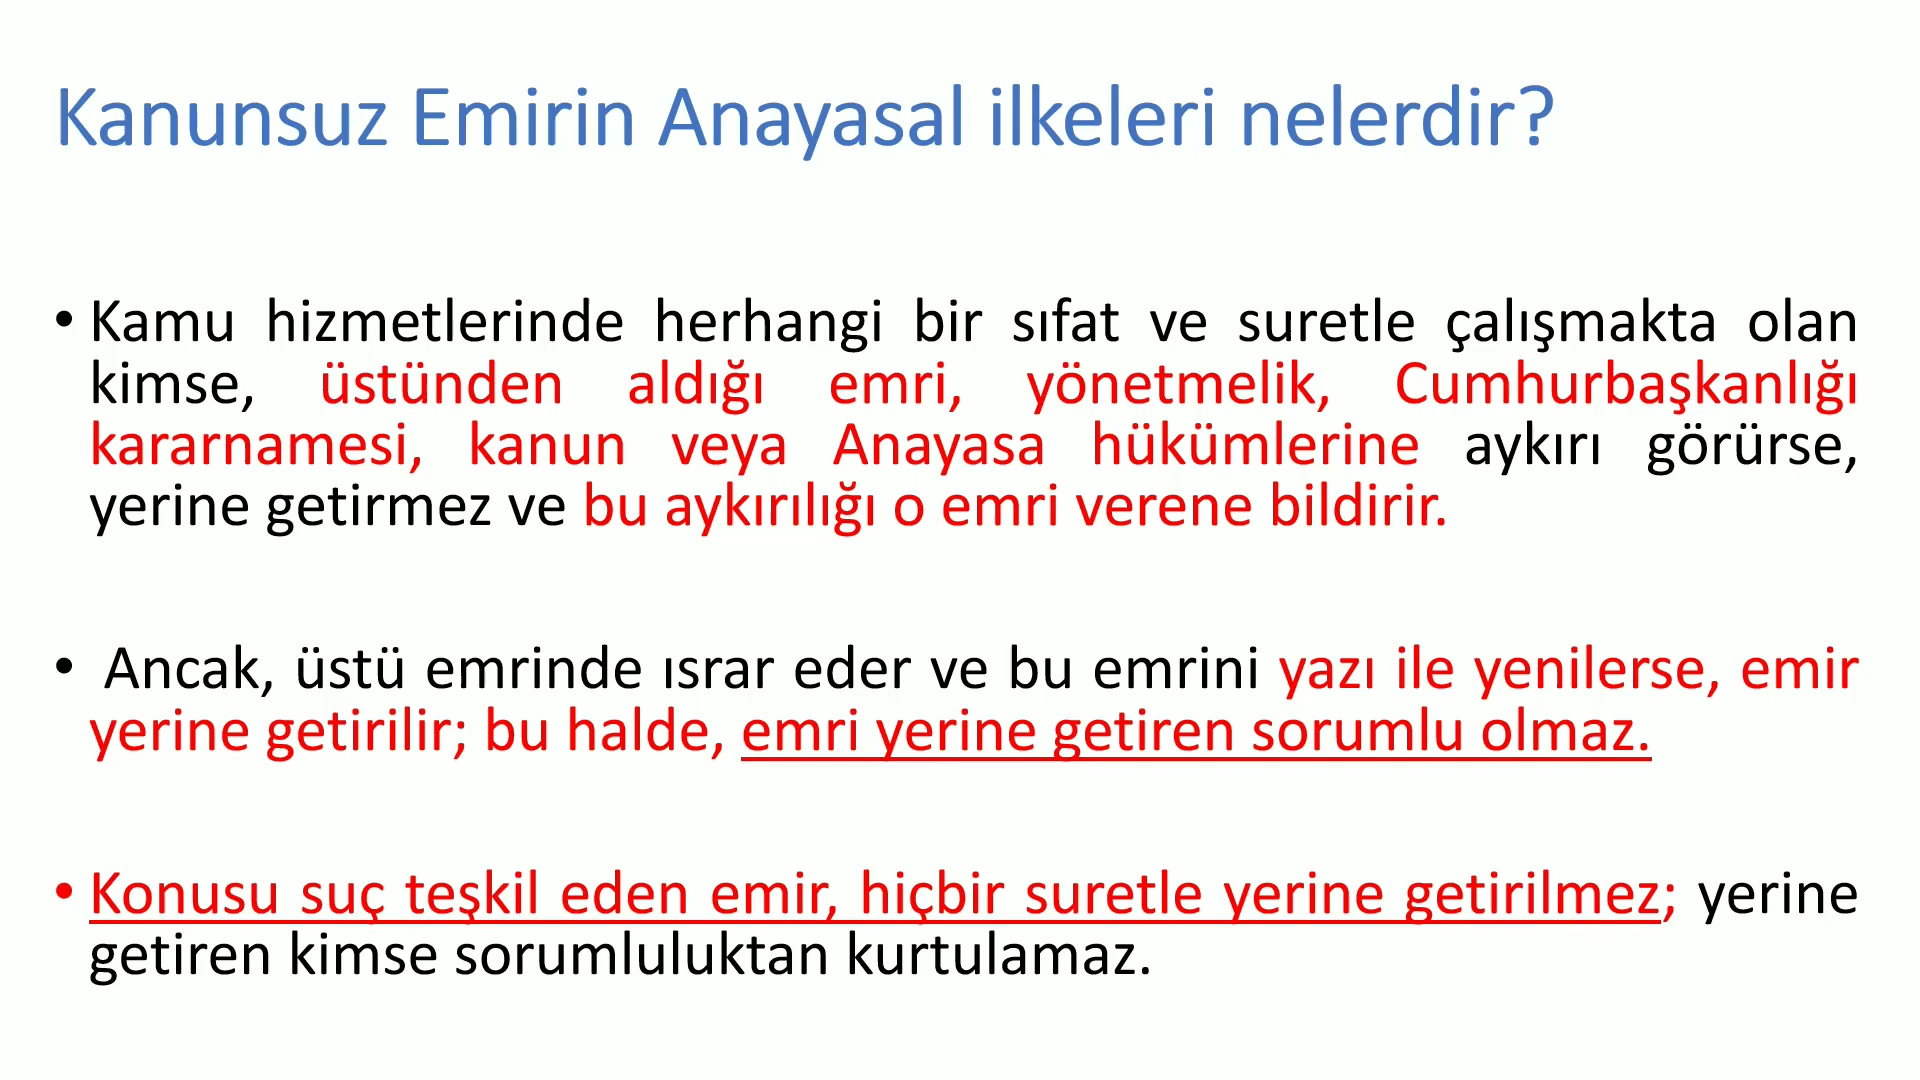 Kanunsuz Emirin Anayasal ilkeleri nelerdir?
• Kamu hizmetlerinde herhangi bir sıfat ve suretle çalışmakta olan
kimse, üstünden aldığı emri, yönetmelik, Cumhurbaşkanlığı
kararnamesi, kanun veya Anayasa hükümlerine aykırı görürse,
yerine getirmez ve bu aykırılığı o emri verene bildirir.
• Ancak, üstü emrinde ısrar eder ve bu emrini yazı ile yenilerse, emir
yerine getirilir; bu halde, emri yerine getiren sorumlu olmaz.
• Konusu suç teşkil eden emir, hiçbir suretle yerine getirilmez; yerine
getiren kimse sorumluluktan kurtulamaz.